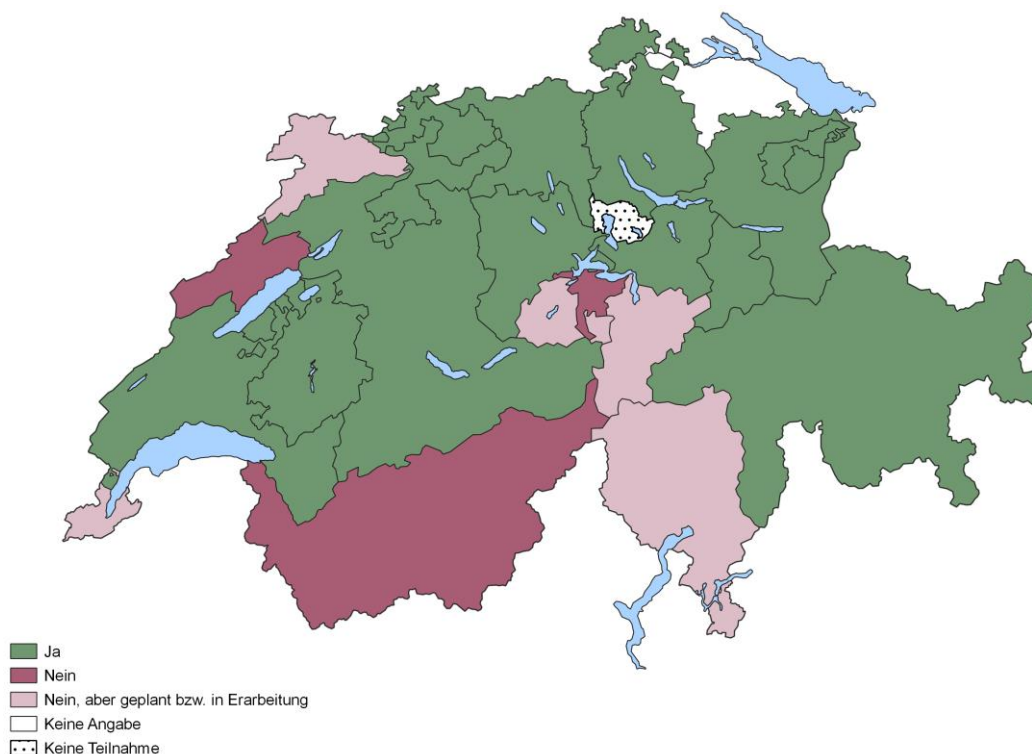 Ja
Nein
Nein, aber geplant bzw. in Erarbeitung
Keine Angabe
Keine Teilnahme